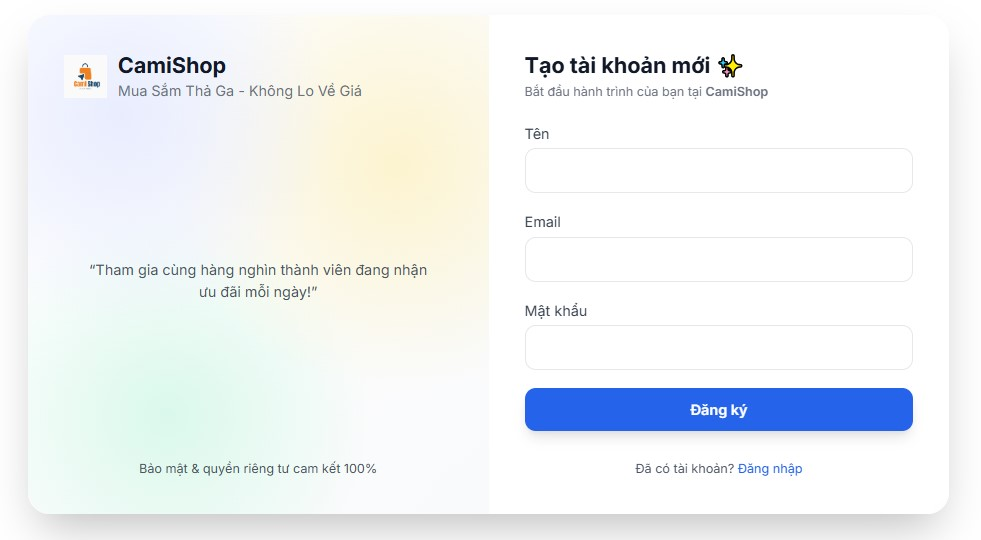 CamiShop
Mua Sắm Thả Ga - Không Lo Về Giá
“Tham gia cùng hàng nghìn thành viên đang nhận
ưu đãi mỗi ngày!”
Bảo mật & quyền riêng tư cam kết 100%
Tạo tài khoản mới ✨
Bắt đầu hành trình của bạn tại CamiShop
Tên
Email
Mật khẩu
Đăng ký
Đã có tài khoản? Đăng nhập